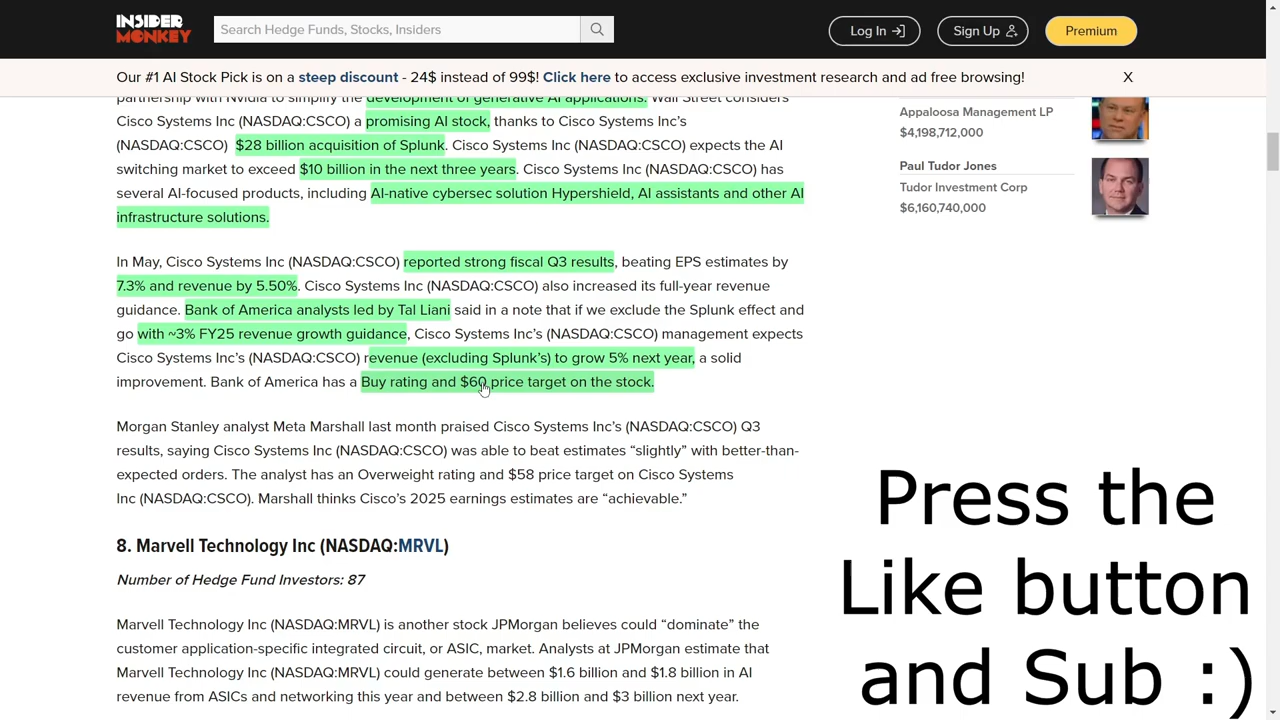 INSIDER
MONKEY
Search Hedge Funds, Stocks, Insiders
Log In
Sign Up
Premium
Our #1 AI Stock Pick is on a steep discount - 24$ instead of 99$! Click here to access exclusive investment research and ad free browsing!
X
partnership with Nvidia to simplify the development of generative AI applications. Wall Street considers
Cisco Systems Inc (NASDAQ:CSCO) a promising AI stock, thanks to Cisco Systems Inc's
(NASDAQ:CSCO) $28 billion acquisition of Splunk. Cisco Systems Inc (NASDAQ:CSCO) expects the AI
switching market to exceed $10 billion in the next three years. Cisco Systems Inc (NASDAQ:CSCO) has
several AI-focused products, including AI-native cybersec solution Hypershield, AI assistants and other AI
infrastructure solutions.
In May, Cisco Systems Inc (NASDAQ:CSCO) reported strong fiscal Q3 results, beating EPS estimates by
7.3% and revenue by 5.50%. Cisco Systems Inc (NASDAQ:CSCO) also increased its full-year revenue
guidance. Bank of America analysts led by Tal Liani said in a note that if we exclude the Splunk effect and
go with ~3% FY25 revenue growth guidance, Cisco Systems Inc's (NASDAQ:CSCO) management expects
Cisco Systems Inc's (NASDAQ:CSCO) revenue (excluding Splunk's) to grow 5% next year, a solid
improvement. Bank of America has a Buy rating and $60 price target on the stock.
Morgan Stanley analyst Meta Marshall last month praised Cisco Systems Inc's (NASDAQ:CSCO) Q3
results, saying Cisco Systems Inc (NASDAQ:CSCO) was able to beat estimates “slightly” with better-than-
expected orders. The analyst has an Overweight rating and $58 price target on Cisco Systems
Inc (NASDAQ:CSCO). Marshall thinks Cisco's 2025 earnings estimates are “achievable.”
8. Marvell Technology Inc (NASDAQ:MRVL)
Number of Hedge Fund Investors: 87
Marvell Technology Inc (NASDAQ:MRVL) is another stock JPMorgan believes could “dominate” the
customer application-specific integrated circuit, or ASIC, market. Analysts at JPMorgan estimate that
Marvell Technology Inc (NASDAQ:MRVL) could generate between $1.6 billion and $1.8 billion in AI
revenue from ASICs and networking this year and between $2.8 billion and $3 billion next year.
Appaloosa Management LP
$4,198,712,000
Paul Tudor Jones
Tudor Investment Corp
$6,160,740,000
Press the
Like button
and Sub :)